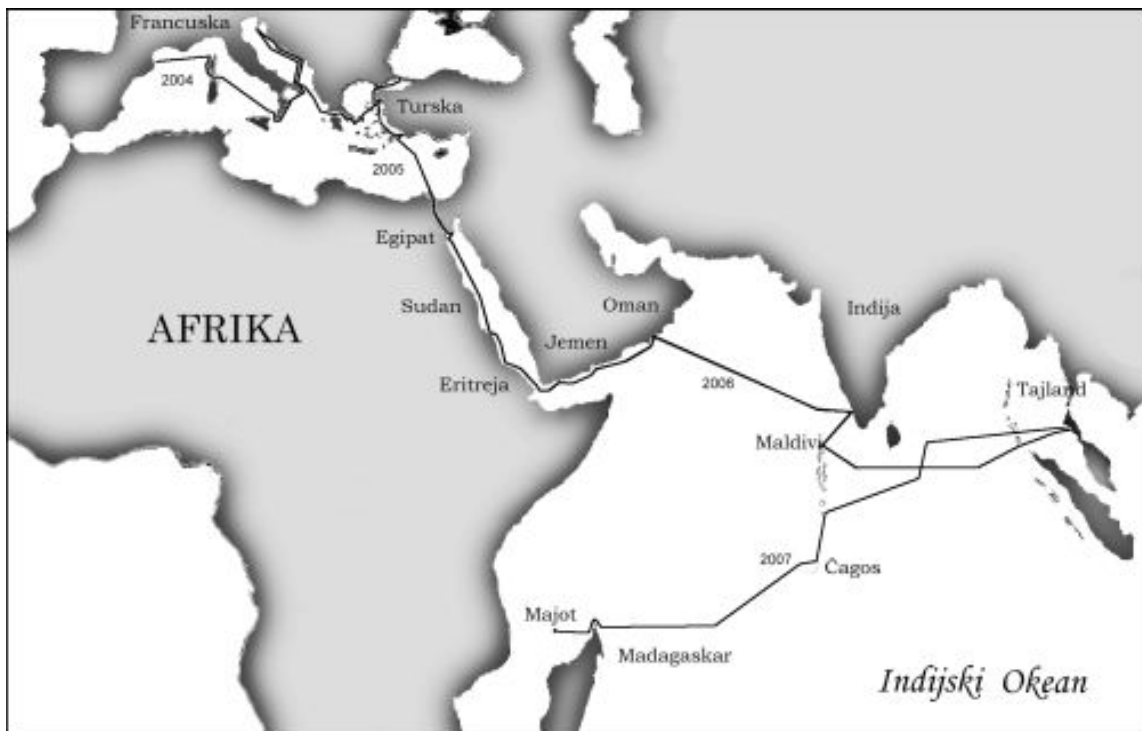 Francuska
2004
Turska
2005
Egipat
Sudan
Oman
Indija
AFRIKA
Jemen
Eritreja
2006
Tajland
Maldivi
2007
Čagos
Majot
Madagaskar
Indijski Okean